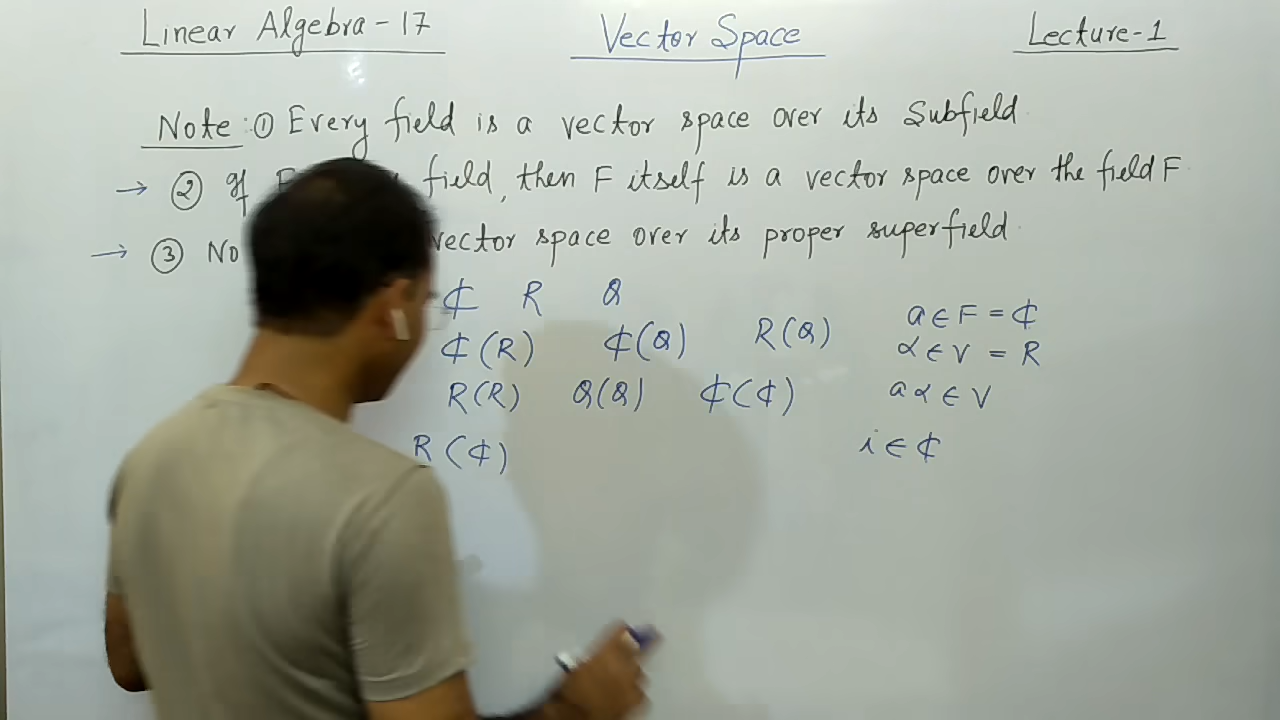 Linear Algebra - 17
Vector Space
Lecture-1
Note: ① Every field is a vector space over its Subfield
→ ② If F field, then F itself is a vector space over the field F
→ ③ No vector space over its proper superfield
₵ R Q
₵(R) ₵(Q) R(Q)
R(R) Q(Q) ₵(₵)
R(₵)
a ∈ F = ₵
α ∈ V = R
aα ∈ V
i ∈ ₵